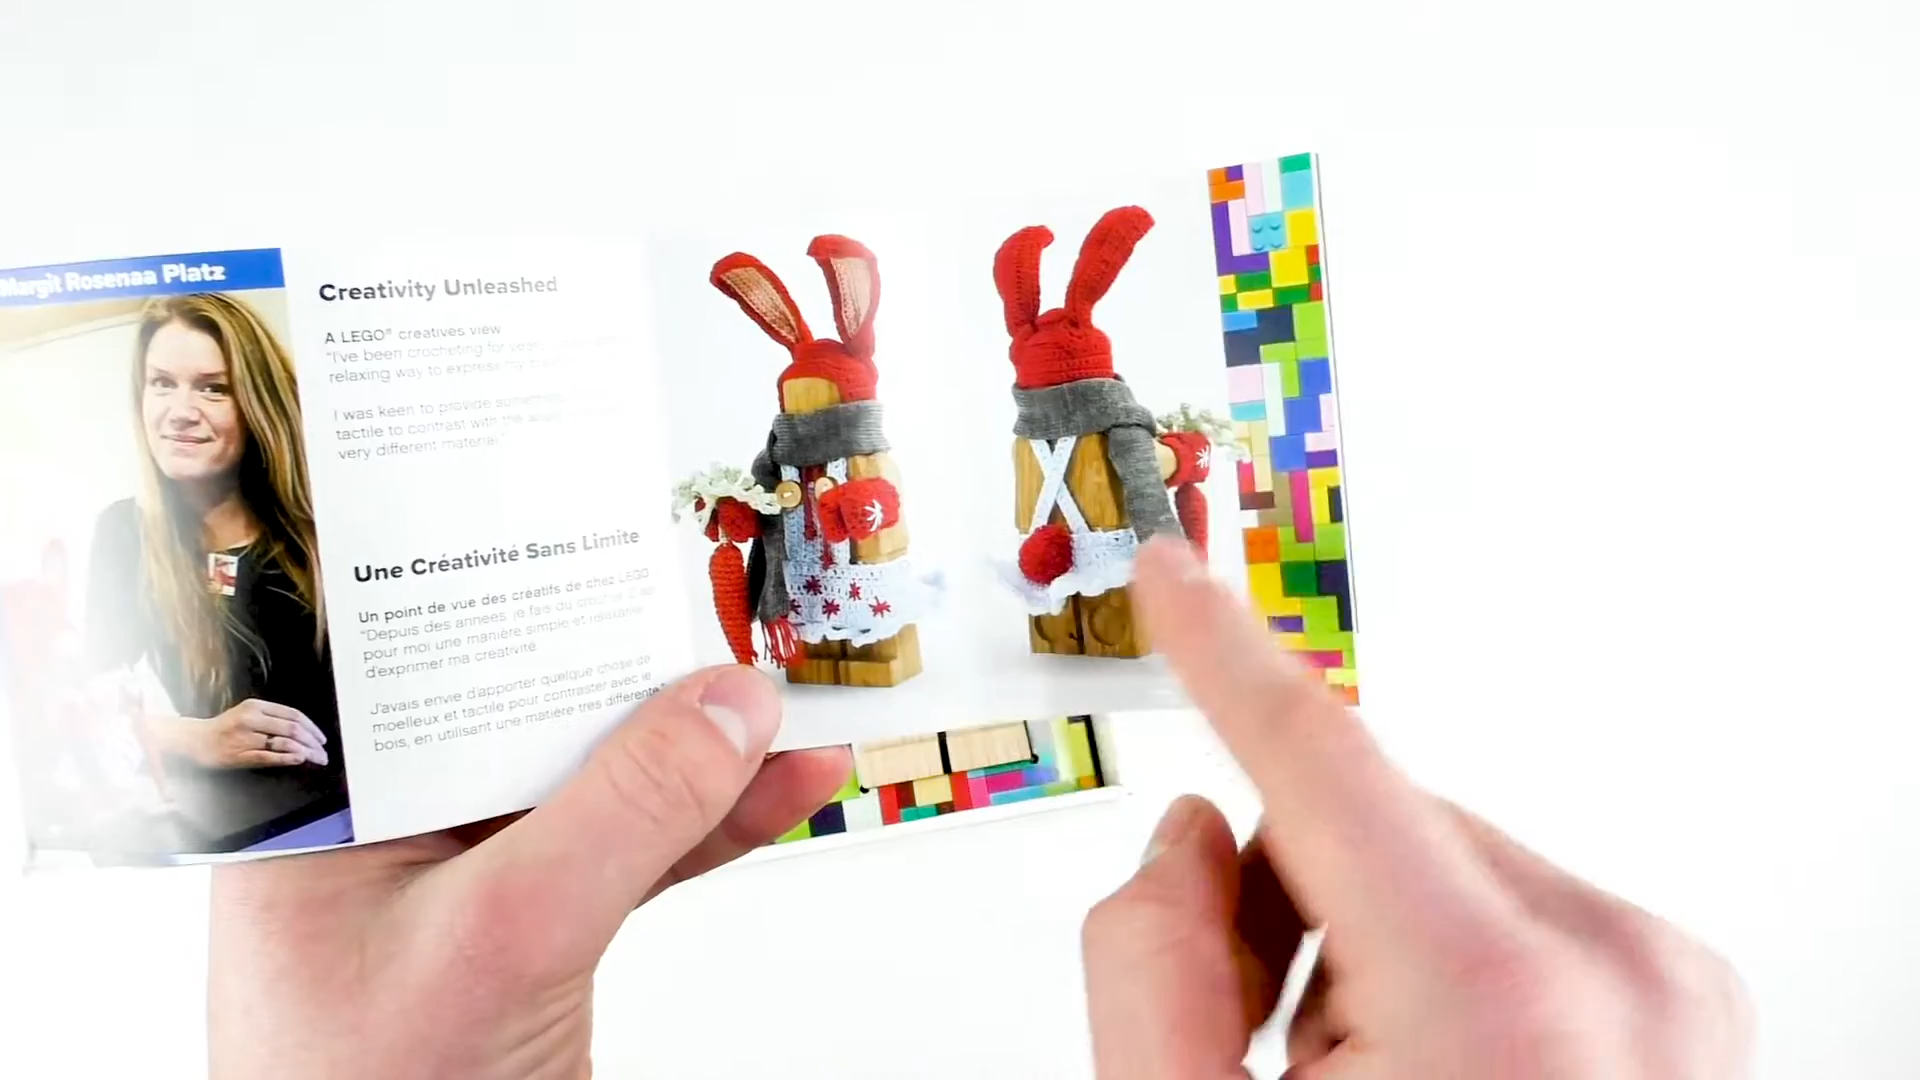 Margit Rosenaa Platz
Creativity Unleashed
A LEGO® creatives view
"I've been crocheting for
relaxing way to express my
I was keen to provide something
tactile to contrast with the
very different material."
Une Créativité Sans Limite
Un point de vue des créatifs de chez LEGO
"Depuis des années, je fais du crochet. C'est
pour moi une manière simple et relaxante
d'exprimer ma créativité.
J'avais envie d'apporter quelque chose de
moelleux et tactile pour contraster avec le
bois, en utilisant une matière très différente."